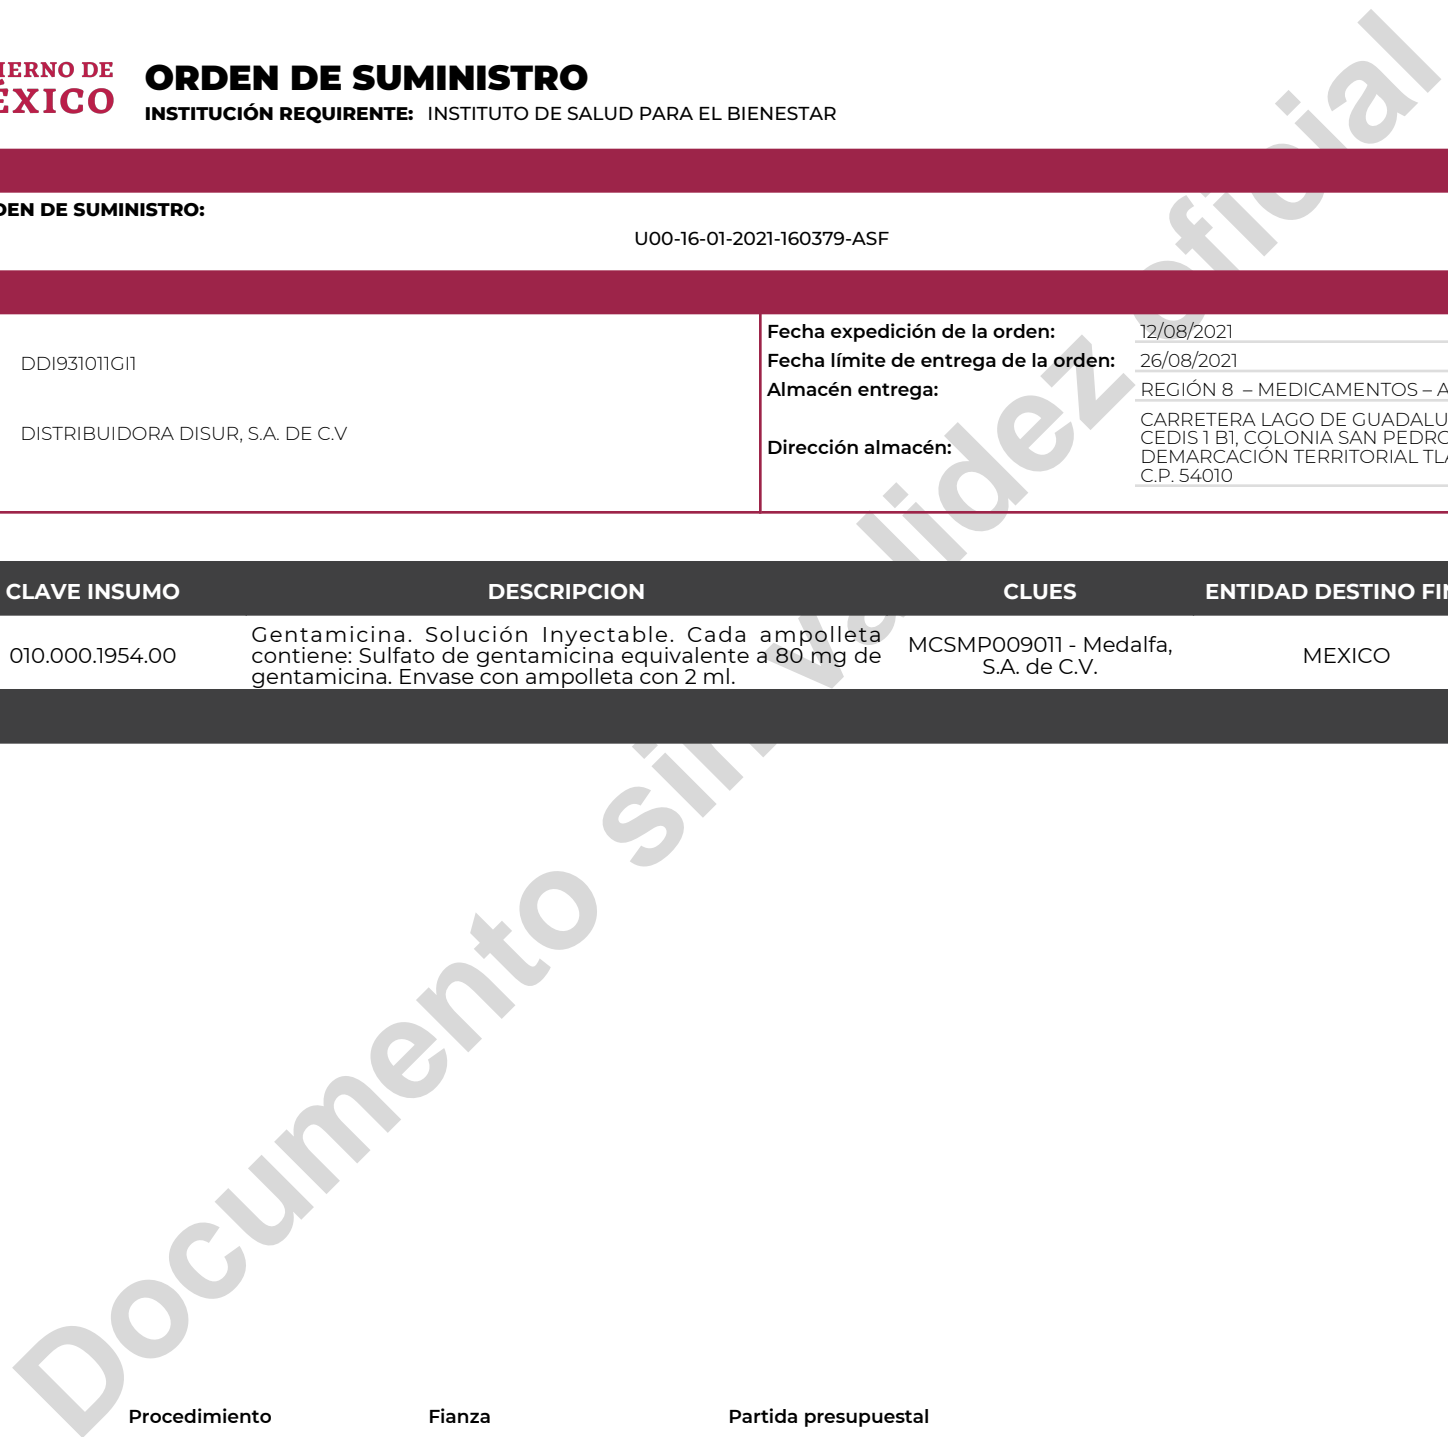 IERNO DE
ÉXICO
ORDEN DE SUMINISTRO
INSTITUCIÓN REQUIRENTE: INSTITUTO DE SALUD PARA EL BIENESTAR
DEN DE SUMINISTRO:
U00-16-01-2021-160379-ASF
DDI931011GI1
DISTRIBUIDORA DISUR, S.A. DE C.V
Fecha expedición de la orden: 12/08/2021
Fecha límite de entrega de la orden: 26/08/2021
Almacén entrega: REGIÓN 8 – MEDICAMENTOS – A
Dirección almacén:
CARRETERA LAGO DE GUADALU
CEDIS 1 B1, COLONIA SAN PEDRO
DEMARCACIÓN TERRITORIAL TLA
C.P. 54010
CLAVE INSUMO DESCRIPCION CLUES ENTIDAD DESTINO FIN
010.000.1954.00
Gentamicina. Solución Inyectable. Cada ampolleta
contiene: Sulfato de gentamicina equivalente a 80 mg de
gentamicina. Envase con ampolleta con 2 ml.
MCSMP009011 - Medalfa,
S.A. de C.V.
MEXICO
Documento sin validez oficial
Procedimiento Fianza Partida presupuestal